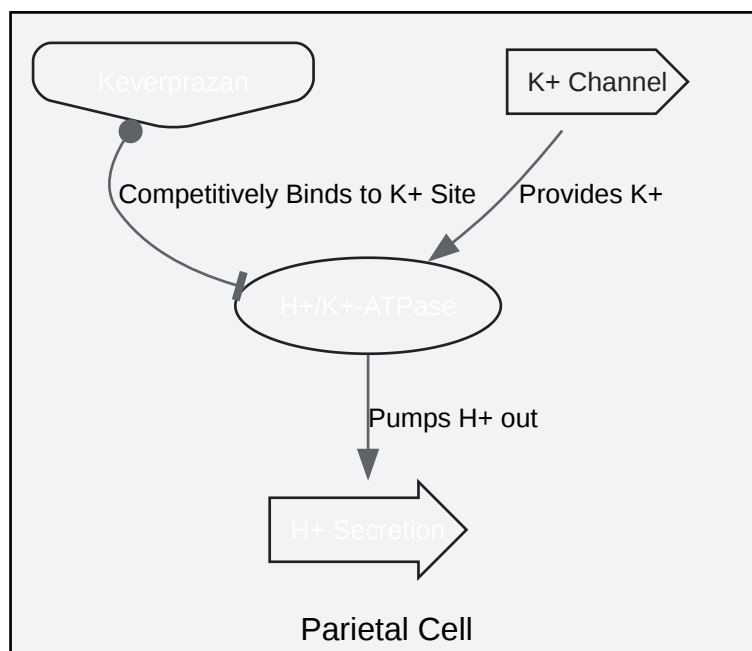 Keverprazan
K+ Channel
Competitively Binds to K+ Site
Provides K+
H+/K+-ATPase
Pumps H+ out
H+ Secretion
Parietal Cell